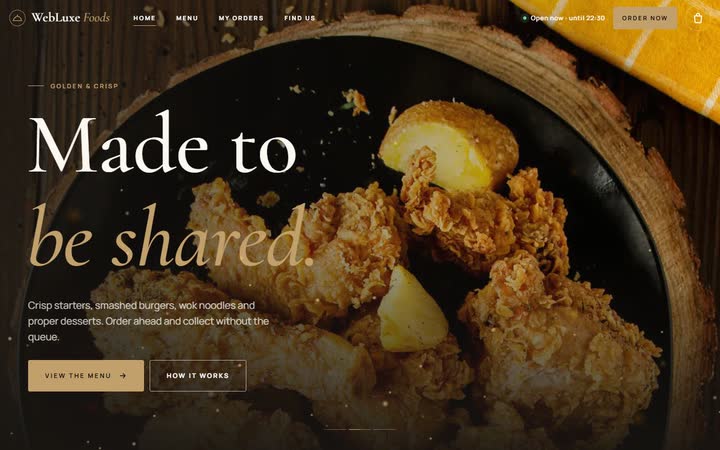 WebLuxe Foods
HOME MENU MY ORDERS FIND US
Open now · until 22:30
ORDER NOW
GOLDEN & CRISP
Made to
be shared.
Crisp starters, smashed burgers, wok noodles and
proper desserts. Order ahead and collect without the
queue.
VIEW THE MENU →
HOW IT WORKS